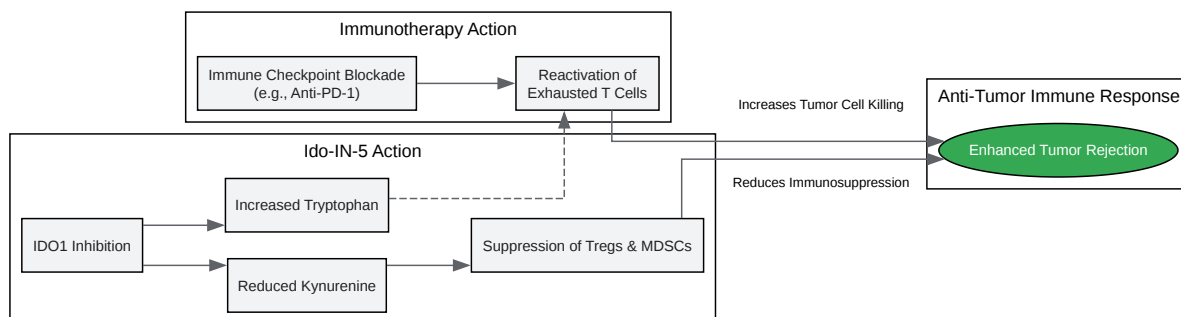 Immunotherapy Action
Immune Checkpoint Blockade
(e.g., Anti-PD-1)
Reactivation of
Exhausted T Cells
Ido-IN-5 Action
IDO1 Inhibition
Increased Tryptophan
Reduced Kynurenine
Suppression of Tregs & MDSCs
Increases Tumor Cell Killing
Reduces Immunosuppression
Anti-Tumor Immune Response
Enhanced Tumor Rejection